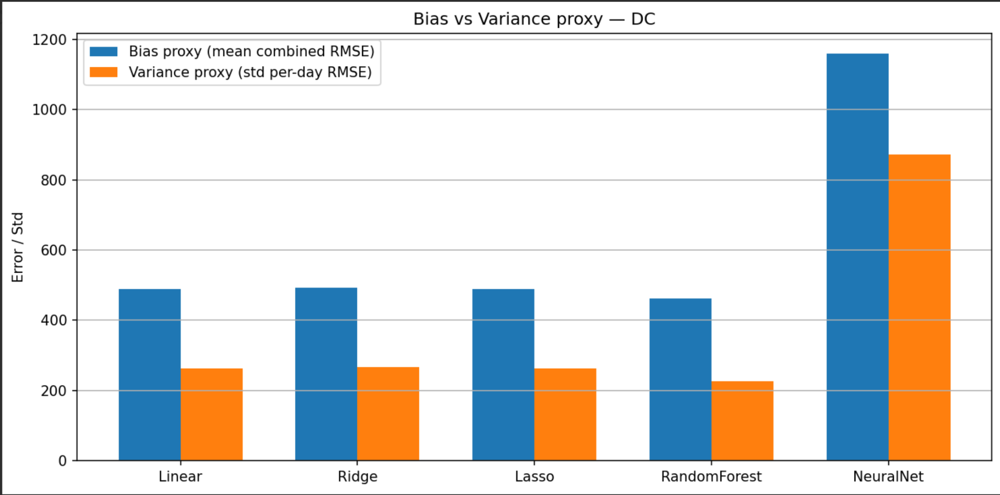 Bias vs Variance proxy — DC
Bias proxy (mean combined RMSE)
Variance proxy (std per-day RMSE)
Error / Std
1200
1000
800
600
400
200
0
Linear Ridge Lasso RandomForest NeuralNet